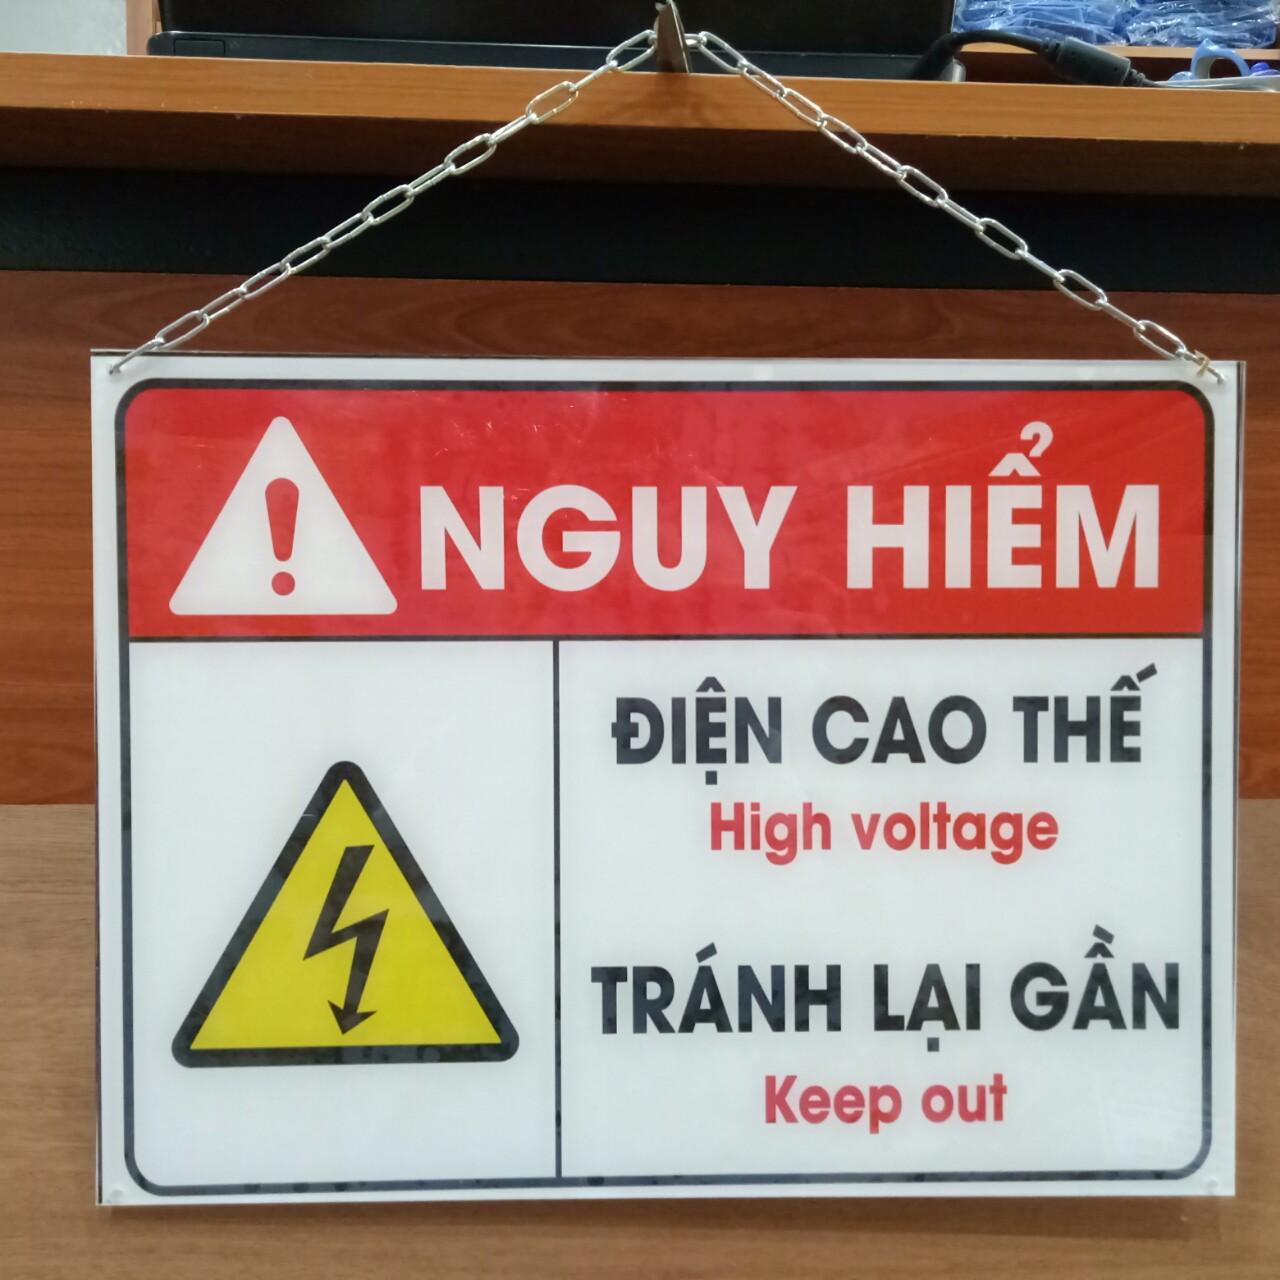 NGUY HIỂM
ĐIỆN CAO THẾ
High voltage
TRÁNH LẠI GẦN
Keep out